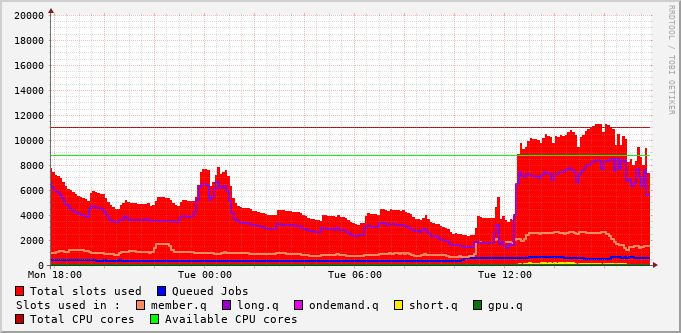 20000
18000
16000
14000
12000
10000
8000
6000
4000
2000
0
Mon 18:00 Tue 00:00 Tue 06:00 Tue 12:00
Total slots used Queued Jobs
Slots used in : member.q long.q ondemand.q short.q gpu.q
Total CPU cores Available CPU cores
RRDTOOL / TOBI OETIKER